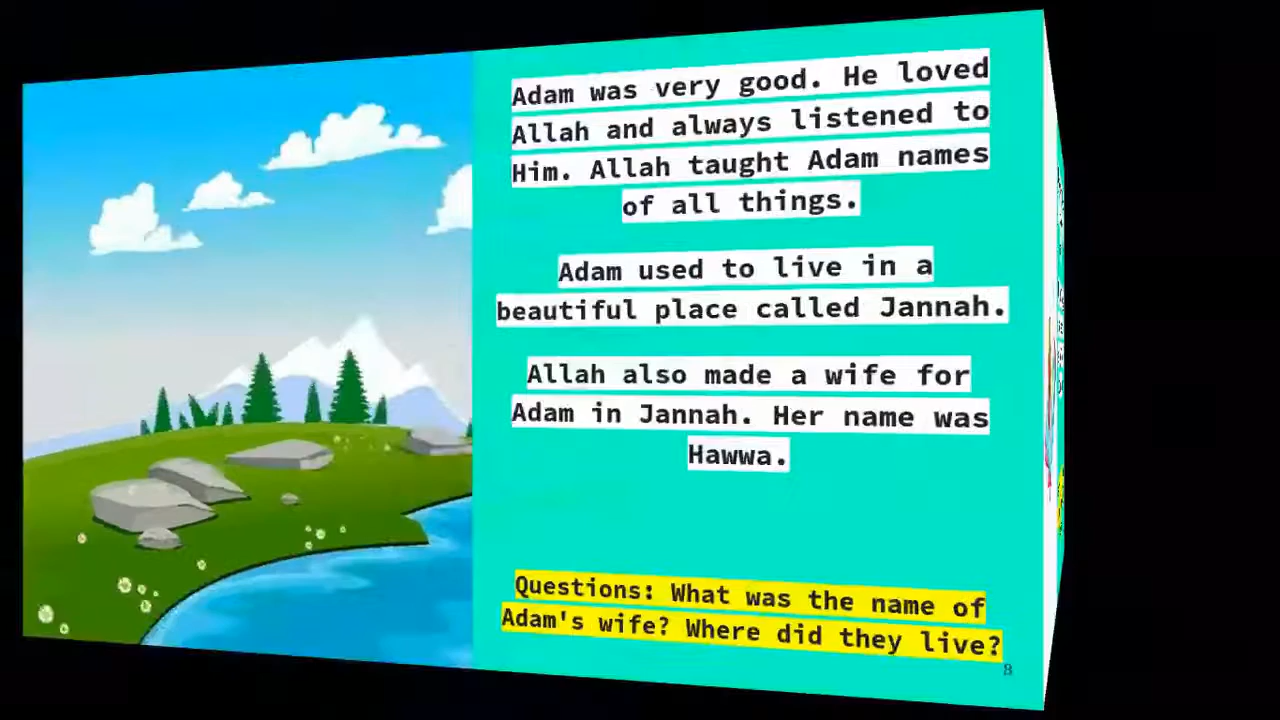 Adam was very good. He loved
Allah and always listened to
Him. Allah taught Adam names
of all things.
Adam used to live in a
beautiful place called Jannah.
Allah also made a wife for
Adam in Jannah. Her name was
Hawwa.
Questions: What was the name of
Adam's wife? Where did they live?
8